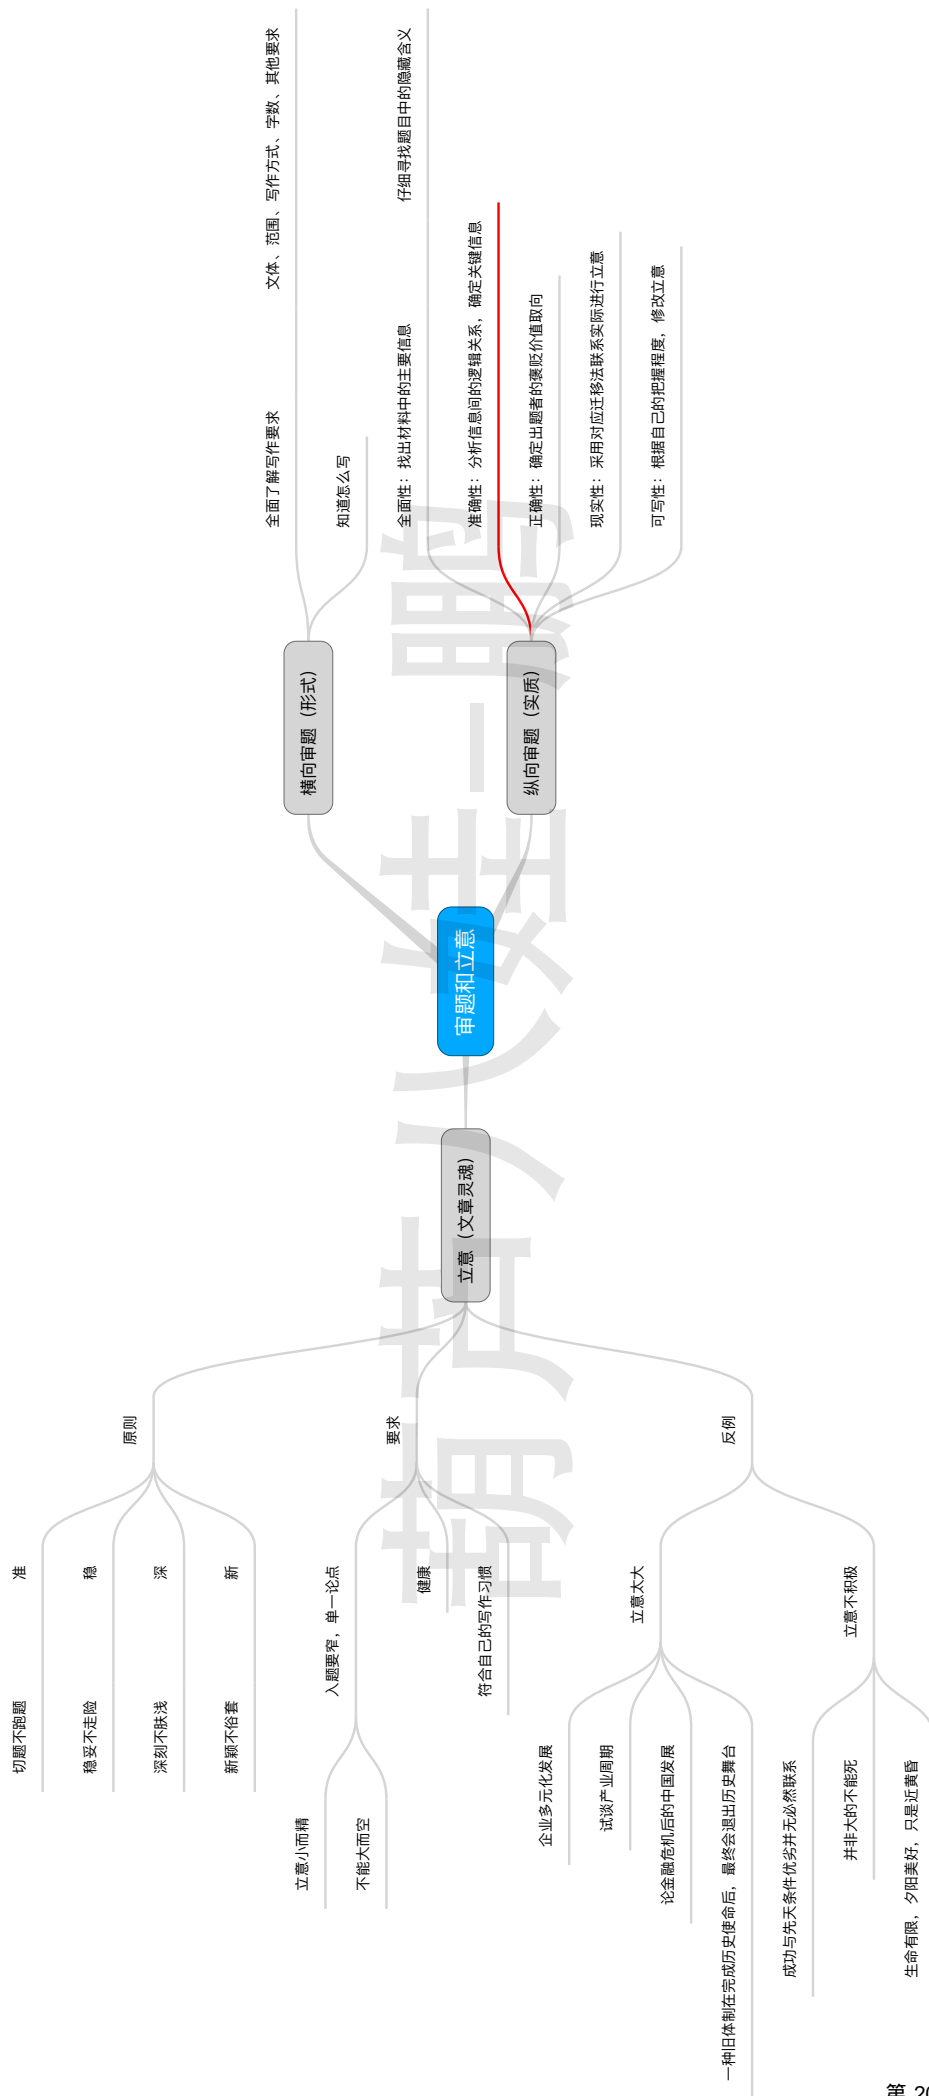 审题和立意
横向审题（形式）
全面了解写作要求
文体、范围、写作方式、字数、其他要求
知道怎么写
纵向审题（实质）
全面性：找出材料中的主要信息
仔细寻找题目中的隐藏含义
准确性：分析信息间的逻辑关系，确定关键信息
正确性：确定出题者的褒贬价值取向
现实性：采用对应迁移法联系实际进行立意
可写性：根据自己的把握程度，修改立意
立意（文章灵魂）
原则
准
切题不跑题
稳
稳妥不走险
深
深刻不肤浅
新
新颖不俗套
要求
入题要窄，单一论点
立意小而精
不能大而空
健康
符合自己的写作习惯
反例
立意太大
企业多元化发展
试谈产业周期
论金融危机后的中国发展
一种旧体制在完成历史使命后，最终会退出历史舞台
立意不积极
成功与先天条件优劣并无必然联系
并非大的不能死
生命有限，夕阳美好，只是近黄昏
第 20